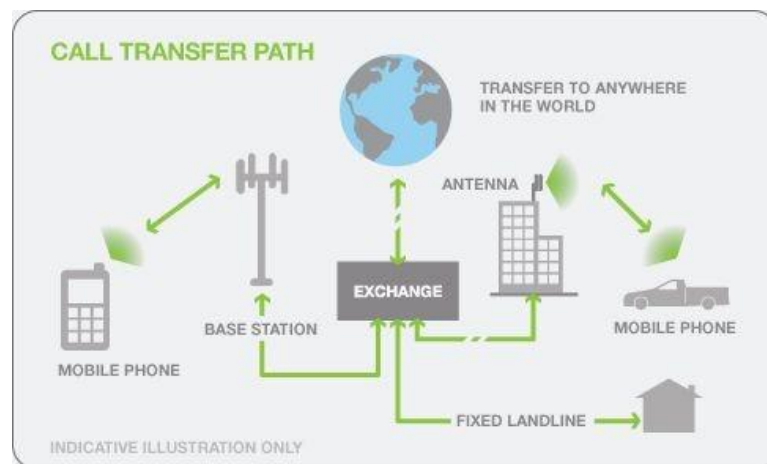 CALL TRANSFER PATH
TRANSFER TO ANYWHERE
IN THE WORLD
ANTENNA
EXCHANGE
BASE STATION
MOBILE PHONE
MOBILE PHONE
FIXED LANDLINE
INDICATIVE ILLUSTRATION ONLY